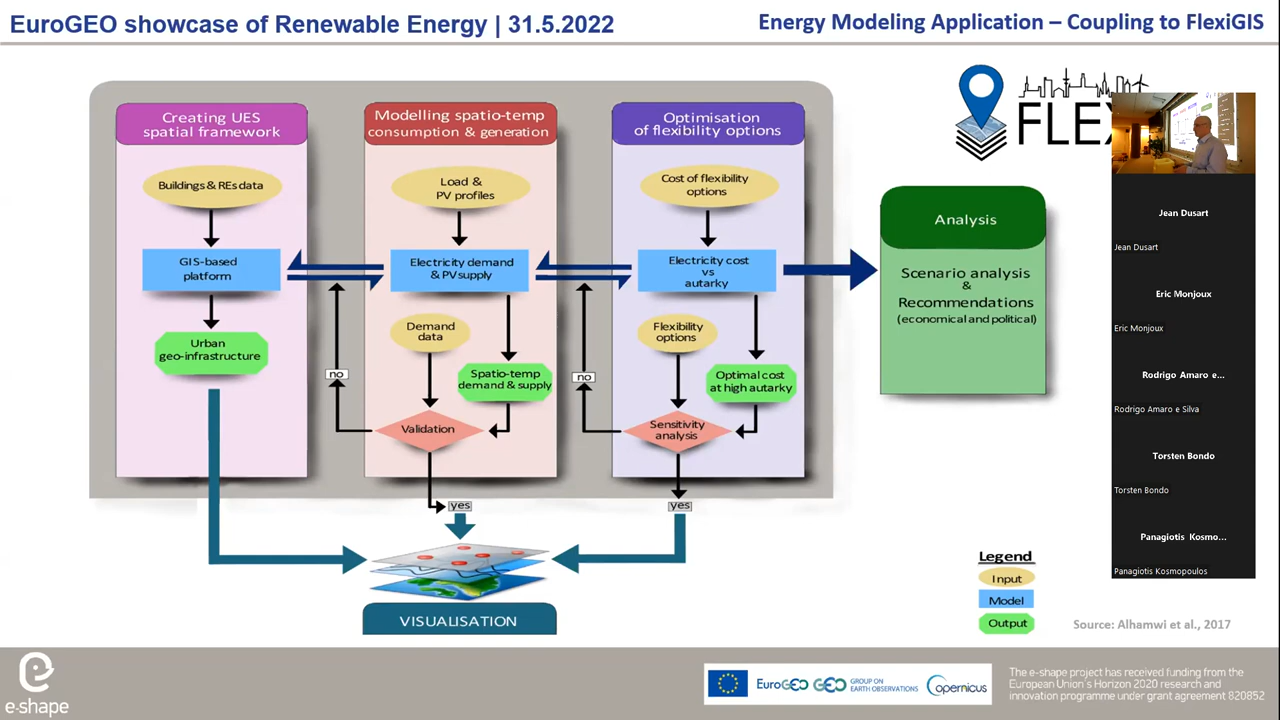 EuroGEO showcase of Renewable Energy | 31.5.2022
Energy Modeling Application – Coupling to FlexiGIS
Creating UES
spatial framework
Buildings & REs data
GIS-based
platform
Urban
geo-infrastructure
Modelling spatio-temp
consumption & generation
Load &
PV profiles
Electricity demand
& PV supply
Demand
data
Spatio-temp
demand & supply
no
Validation
yes
Optimisation
of flexibility options
Cost of flexibility
options
Electricity cost
vs
autarky
Flexibility
options
Optimal cost
at high autarky
no
Sensitivity
analysis
yes
VISUALISATION
Analysis
Scenario analysis
&
Recommendations
(economical and political)
FLE
Jean Dusart
Jean Dusart
Eric Monjoux
Eric Monjoux
Rodrigo Amaro e...
Rodrigo Amaro e Silva
Torsten Bondo
Torsten Bondo
Panagiotis Kosmo...
Panagiotis Kosmopoulos
Legend
Input
Model
Output
Source: Alhamwi et al., 2017
e-shape
EuroGEO
GEO GROUP ON
EARTH OBSERVATIONS
Copernicus
The e-shape project has received funding from the
European Union's Horizon 2020 research and
innovation programme under grant agreement 820852